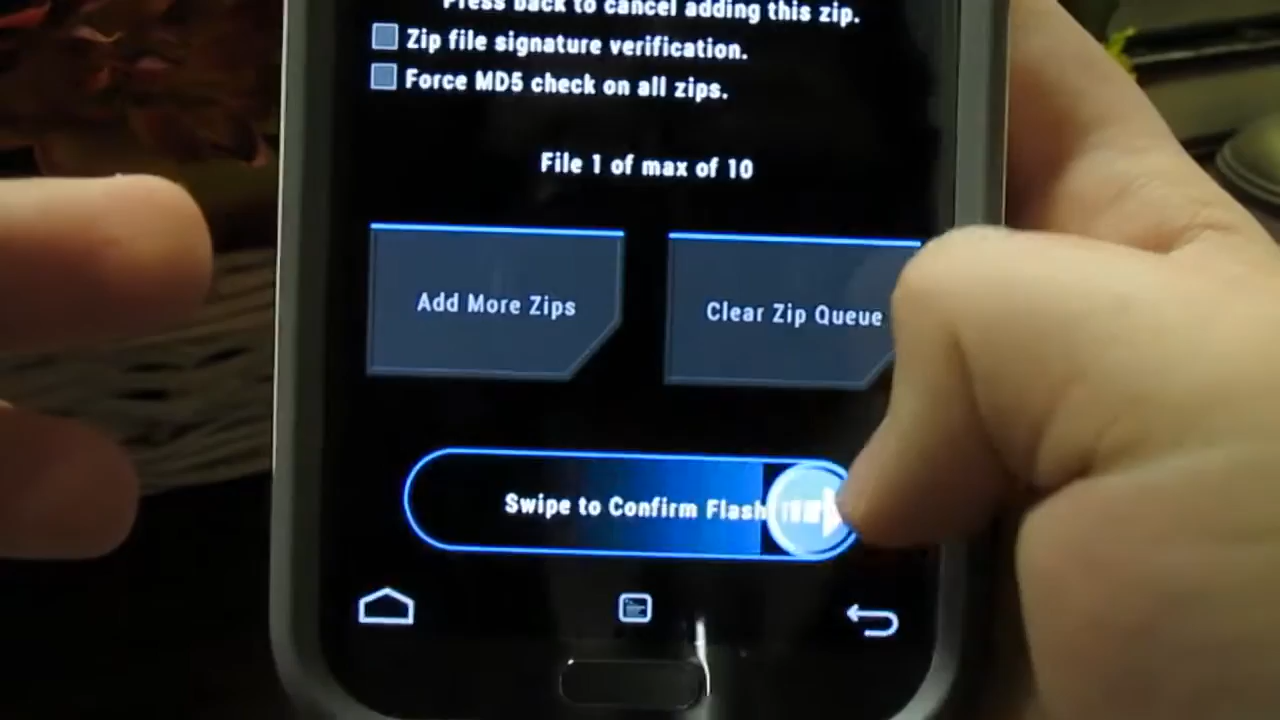 Press back to cancel adding this zip.
Zip file signature verification.
Force MD5 check on all zips.
File 1 of max of 10
Add More Zips
Clear Zip Queue
Swipe to Confirm Flash